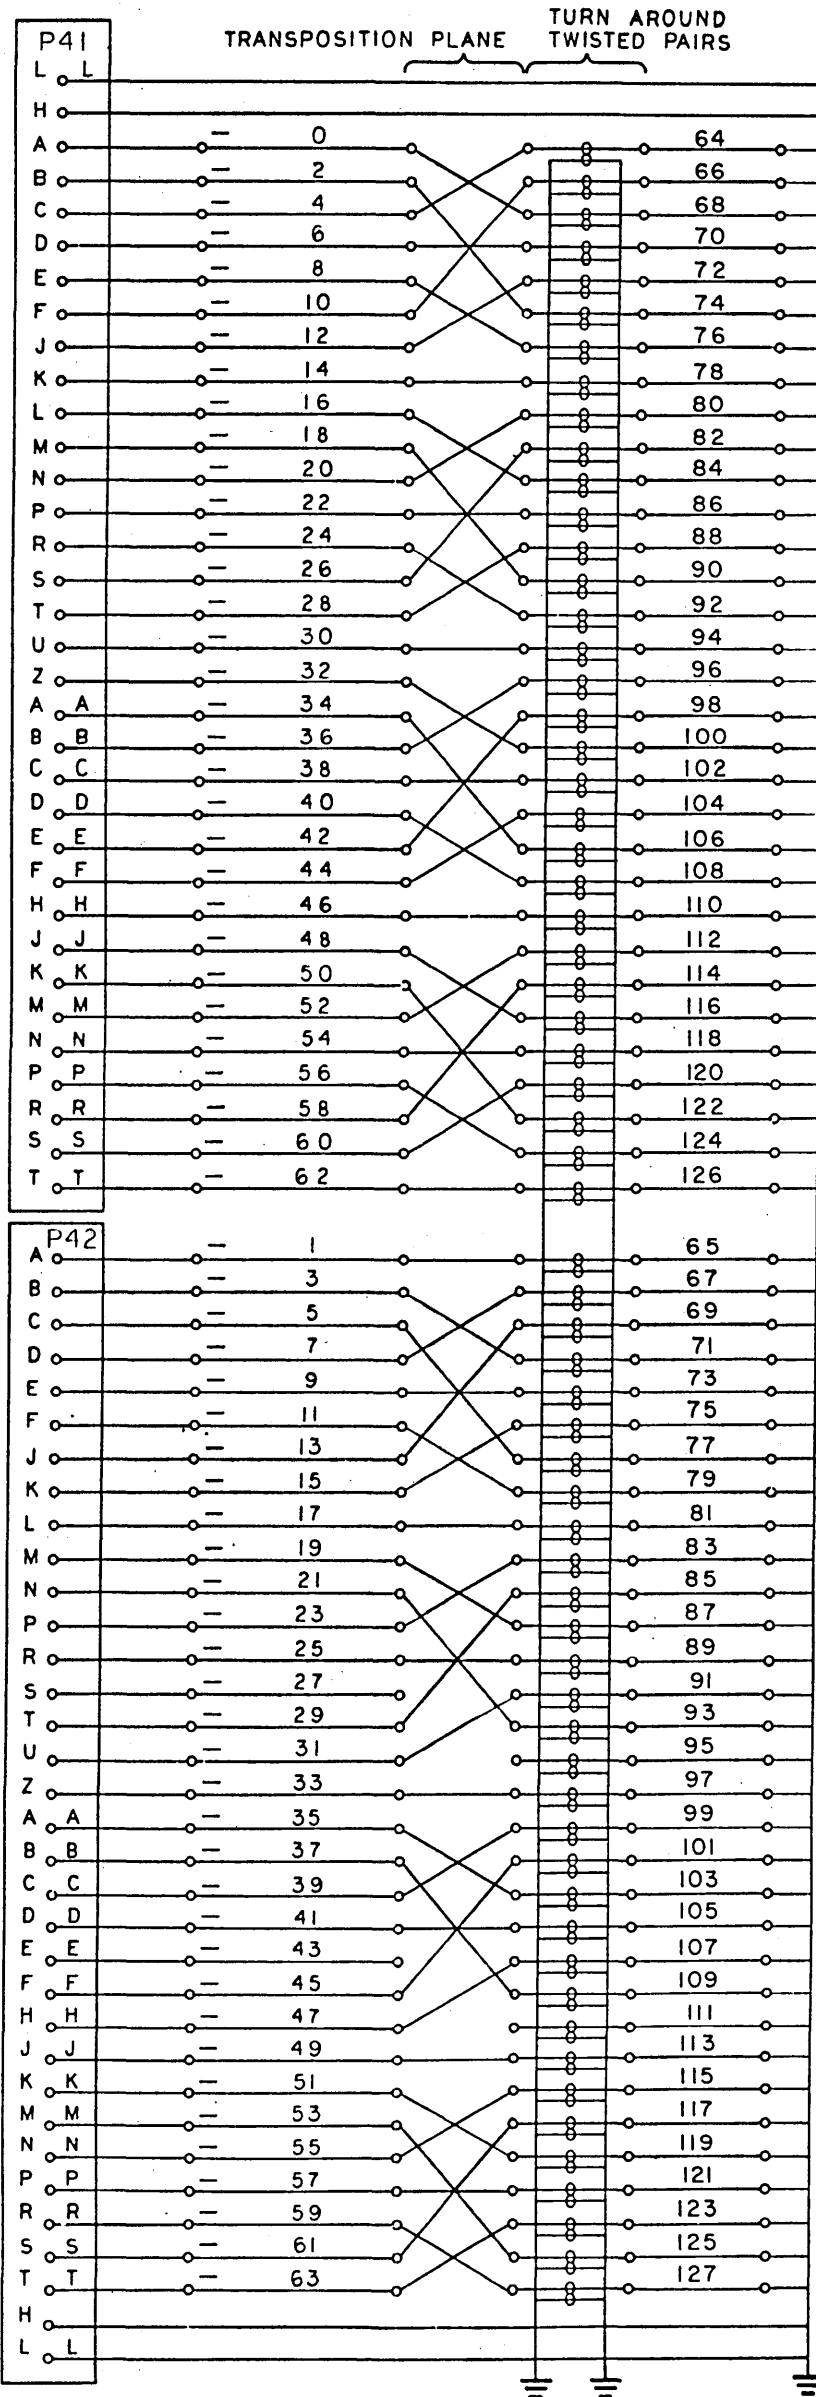 TURN AROUND
P41 TRANSPOSITION PLANE TWISTED PAIRS
L L
H
A — 0 64
B — 2 66
C — 4 68
D — 6 70
E — 8 72
F — 10 74
J — 12 76
K — 14 78
L — 16 80
M — 18 82
N — 20 84
P — 22 86
R — 24 88
S — 26 90
T — 28 92
U — 30 94
Z — 32 96
A A — 34 98
B B — 36 100
C C — 38 102
D D — 40 104
E E — 42 106
F F — 44 108
H H — 46 110
J J — 48 112
K K — 50 114
M M — 52 116
N N — 54 118
P P — 56 120
R R — 58 122
S S — 60 124
T T — 62 126
P42
A — 1 65
B — 3 67
C — 5 69
D — 7 71
E — 9 73
F — 11 75
J — 13 77
K — 15 79
L — 17 81
M — 19 83
N — 21 85
P — 23 87
R — 25 89
S — 27 91
T — 29 93
U — 31 95
Z — 33 97
A A — 35 99
B B — 37 101
C C — 39 103
D D — 41 105
E E — 43 107
F F — 45 109
H H — 47 111
J J — 49 113
K K — 51 115
M M — 53 117
N N — 55 119
P P — 57 121
R R — 59 123
S S — 61 125
T T — 63 127
H
L L